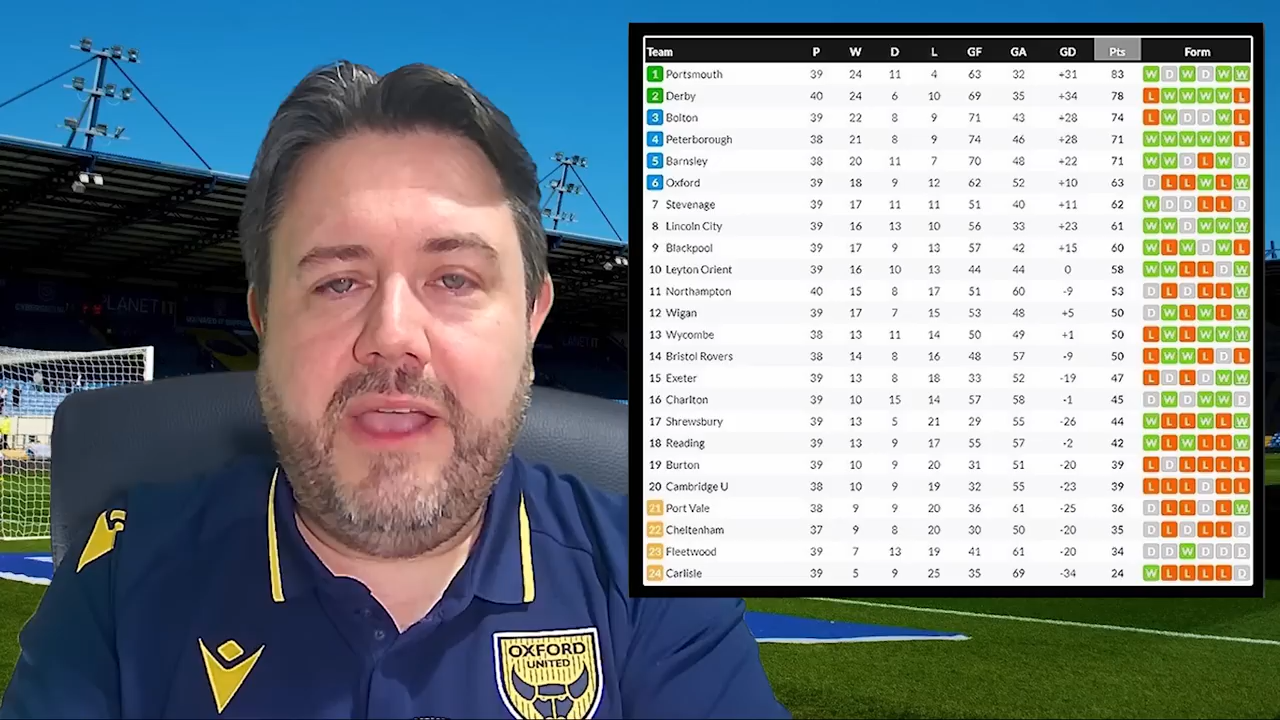 Team P W D L GF GA GD Pts Form
1 Portsmouth 39 24 11 4 63 32 +31 83 W D W D W W
2 Derby 40 24 6 10 69 35 +34 78 L W W W W L
3 Bolton 39 22 8 9 71 43 +28 74 L W D D W L
4 Peterborough 38 21 8 9 74 46 +28 71 W W W W W L
5 Barnsley 38 20 11 7 70 48 +22 71 W W D L W D
6 Oxford 39 18 9 12 62 52 +10 63 D L L W L W
7 Stevenage 39 17 11 11 51 40 +11 62 W D D L L D
8 Lincoln City 39 16 13 10 56 33 +23 61 W W D W W W
9 Blackpool 39 17 9 13 57 42 +15 60 W L W D W L
10 Leyton Orient 39 16 10 13 44 44 0 58 W W L L D W
11 Northampton 40 15 8 17 51 60 -9 53 D L D L L W
12 Wigan 39 17 7 15 53 48 +5 50 D W L W L W
13 Wycombe 38 13 11 14 50 49 +1 50 L W L W W W
14 Bristol Rovers 38 14 8 16 48 57 -9 50 L W W L D L
15 Exeter 39 13 8 18 33 52 -19 47 L D L D W W
16 Charlton 39 10 15 14 57 58 -1 45 D W D W W D
17 Shrewsbury 39 13 5 21 29 55 -26 44 W L L W L W
18 Reading 39 13 9 17 55 57 -2 42 W L W L L W
19 Burton 39 10 9 20 31 51 -20 39 L D L L L L
20 Cambridge U 38 10 9 19 32 55 -23 39 L L L D L L
21 Port Vale 38 9 9 20 36 61 -25 36 D L L D L W
22 Cheltenham 37 9 8 20 30 50 -20 35 D L D L L D
23 Fleetwood 39 7 13 19 41 61 -20 34 D D W D D D
24 Carlisle 39 5 9 25 35 69 -34 24 W L L L L D
LANET IT
OXFORD
UNITED